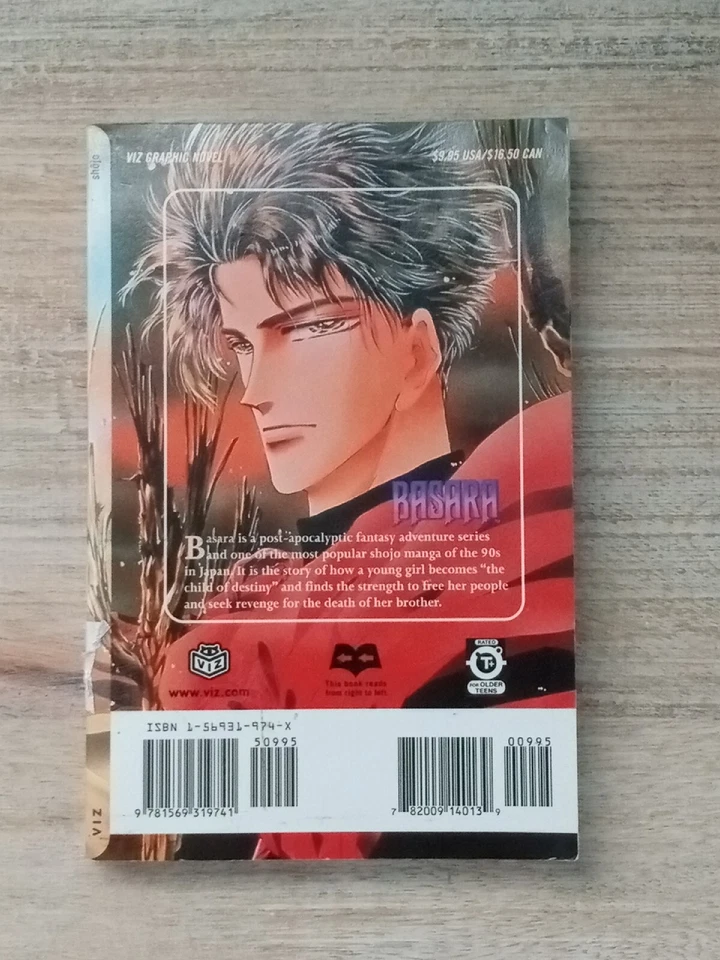 shôjo
VIZ GRAPHIC NOVEL
$9.95 USA/$16.50 CAN
BASARA
Basara is a post-apocalyptic fantasy adventure series
and one of the most popular shojo manga of the 90s
in Japan. It is the story of how a young girl becomes "the
child of destiny" and finds the strength to free her people
and seek revenge for the death of her brother.
VIZ
www.viz.com
This book reads
from right to left.
RATED
T+
FOR OLDER
TEENS
ISBN 1-56931-974-X
50995
9 781569 319741
00995
7 82009 14013 9
VIZ